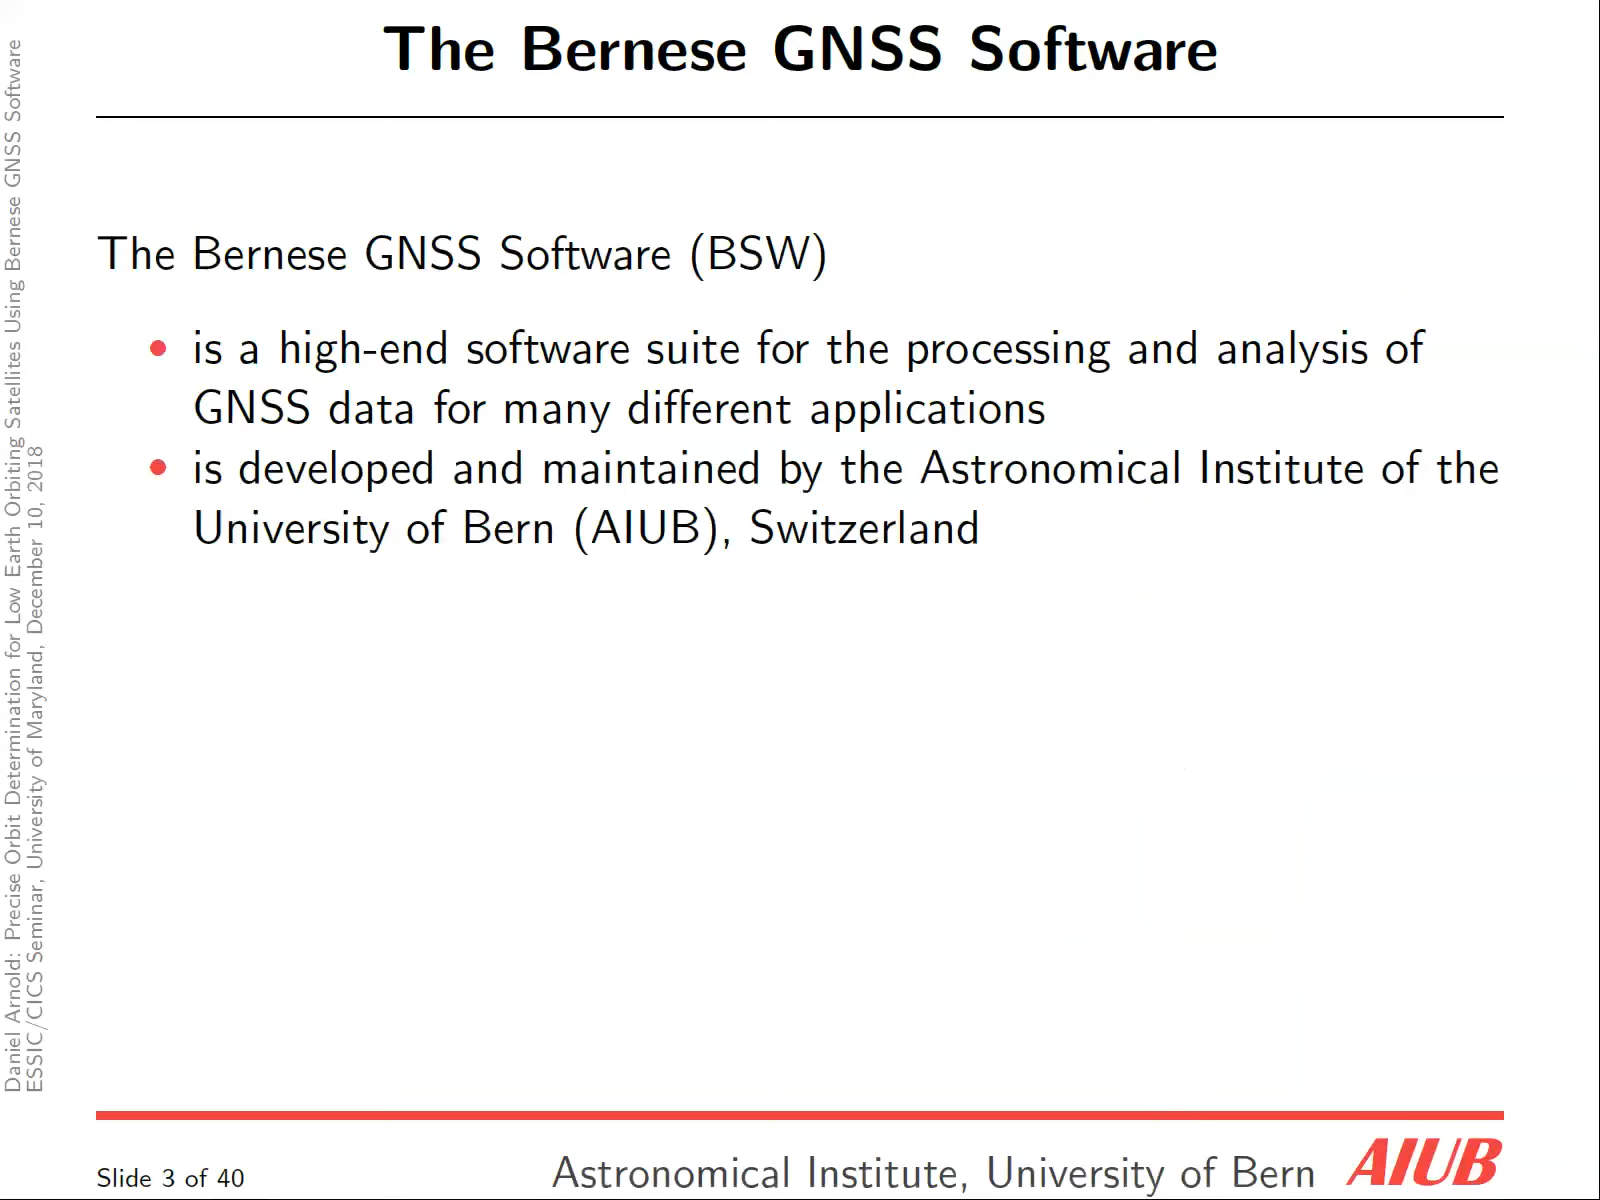 The Bernese GNSS Software
The Bernese GNSS Software (BSW)
• is a high-end software suite for the processing and analysis of
GNSS data for many different applications
• is developed and maintained by the Astronomical Institute of the
University of Bern (AIUB), Switzerland
Daniel Arnold: Precise Orbit Determination for Low Earth Orbiting Satellites Using Bernese GNSS Software
ESSIC/CICS Seminar, University of Maryland, December 10, 2018
Slide 3 of 40
Astronomical Institute, University of Bern
AIUB